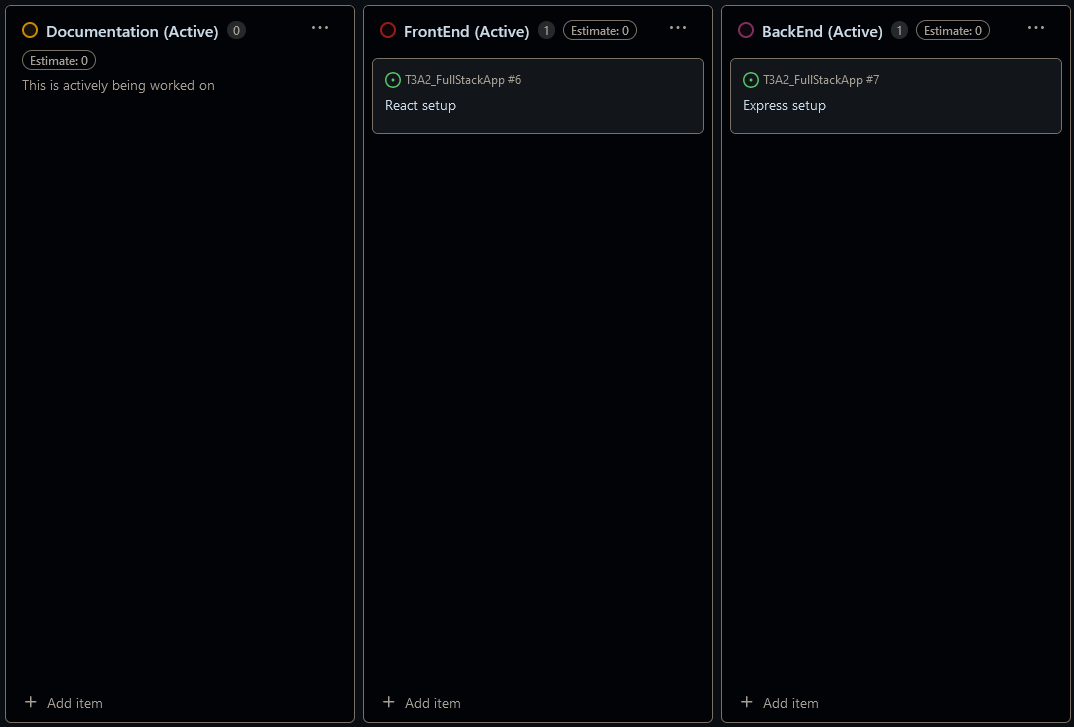 Documentation (Active) 0
Estimate: 0
This is actively being worked on
Add item
FrontEnd (Active) 1 Estimate: 0
T3A2_FullStackApp #6
React setup
Add item
BackEnd (Active) 1 Estimate: 0
T3A2_FullStackApp #7
Express setup
Add item